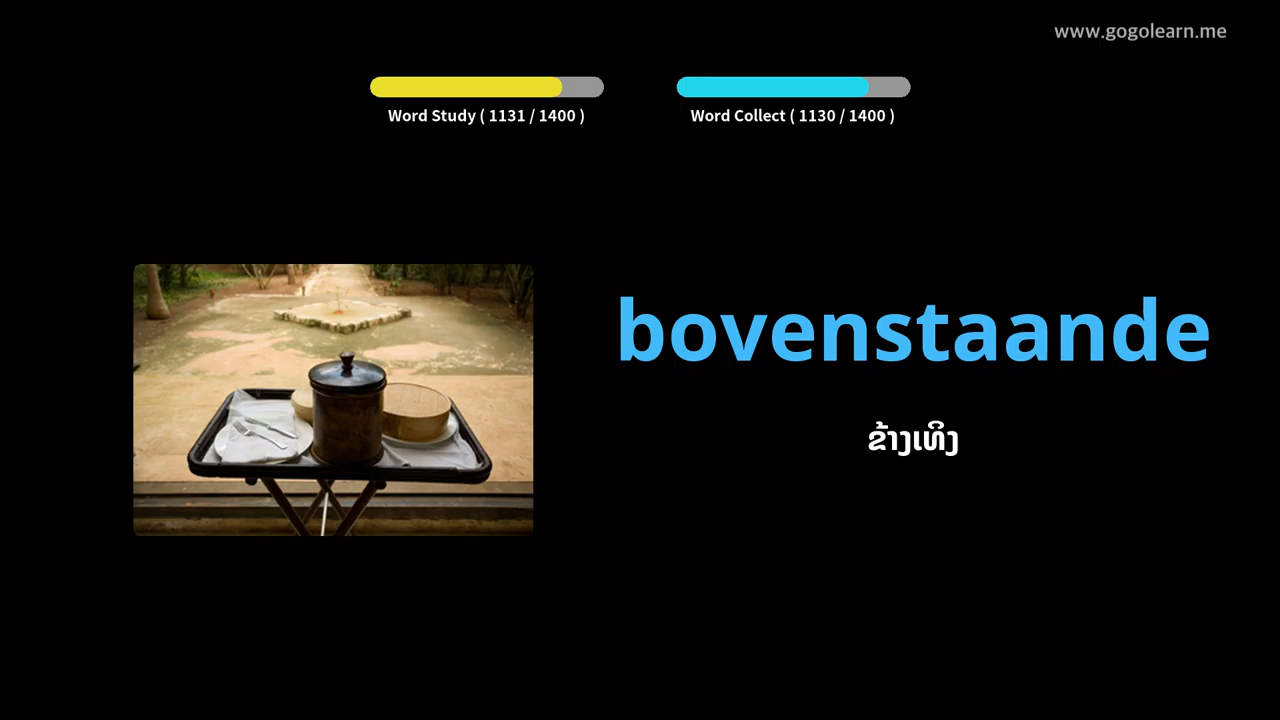 www.gogolearn.me
Word Study ( 1131 / 1400 )
Word Collect ( 1130 / 1400 )
bovenstaande
ຂ້າງເທິງ